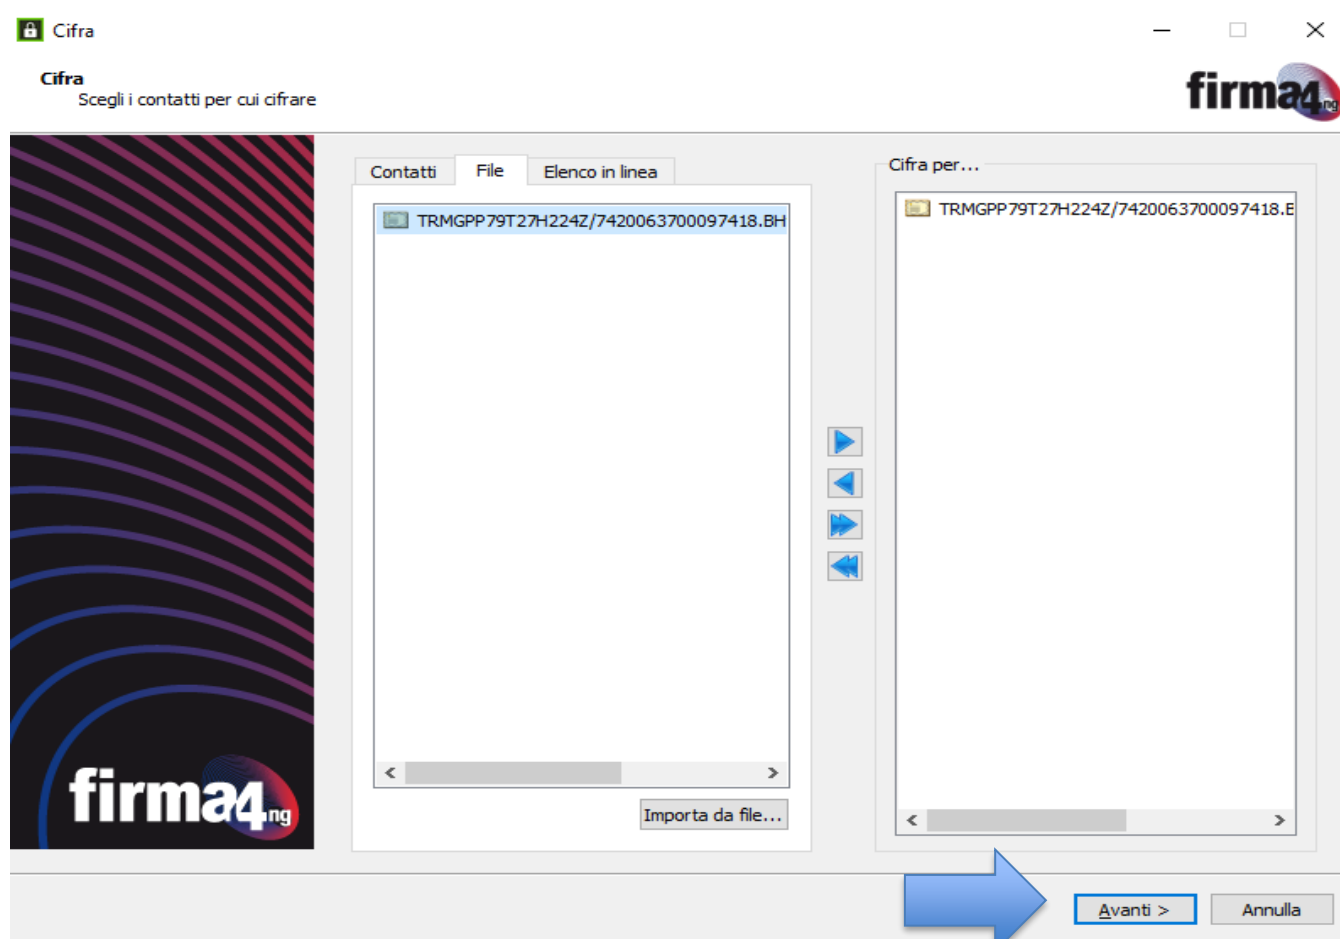 Cifra
Cifra
Scegli i contatti per cui cifrare
firma4ng
Contatti
File
Elenco in linea
TRMGPP79T27H224Z/7420063700097418.BH
Importa da file...
Cifra per...
TRMGPP79T27H224Z/7420063700097418.E
firma4ng
Avanti >
Annulla